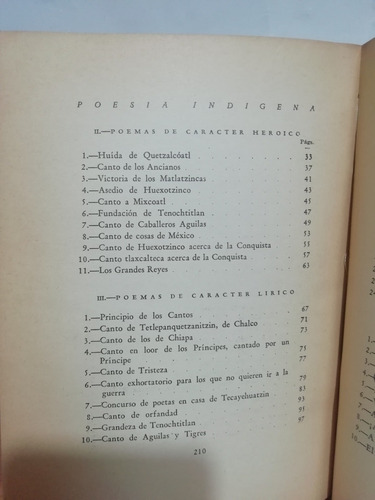 POESIA INDIGENA
II.—POEMAS DE CARACTER HEROICO
Págs.
1.—Huída de Quetzalcóatl . . . . . . . 33
2.—Canto de los Ancianos . . . . . . . 37
3.—Victoria de los Matlatzincas . . . . . . 41
4.—Asedio de Huexotzinco . . . . . . . 43
5.—Canto a Mixcoatl . . . . . . . . 45
6.—Fundación de Tenochtitlan . . . . . . 47
7.—Canto de Caballeros Aguilas . . . . . . 49
8.—Canto de cosas de México . . . . . . 53
9.—Canto de Huexotzinco acerca de la Conquista . . 55
10.—Canto tlaxcalteca acerca de la Conquista . . . 57
11.—Los Grandes Reyes . . . . . . . . 63
III.—POEMAS DE CARACTER LÍRICO
1.—Principio de los Cantos . . . . . . . 67
2.—Canto de Tetlepanquetzanitzin, de Chalco . . . 71
3.—Canto de los de Chiapa . . . . . . . 73
4.—Canto en loor de los Príncipes, cantado por un
Príncipe . . . . . . . . . . 75
5.—Canto de Tristeza . . . . . . . . 77
6.—Canto exhortatorio para los que no quieren ir a la
guerra . . . . . . . . . . 79
7.—Concurso de poetas en casa de Tecayehuatzin . . 83
8.—Canto de orfandad . . . . . . . . 93
9.—Grandeza de Tenochtitlan . . . . . . 95
10.—Canto de Aguilas y Tigres . . . . . . 97
210